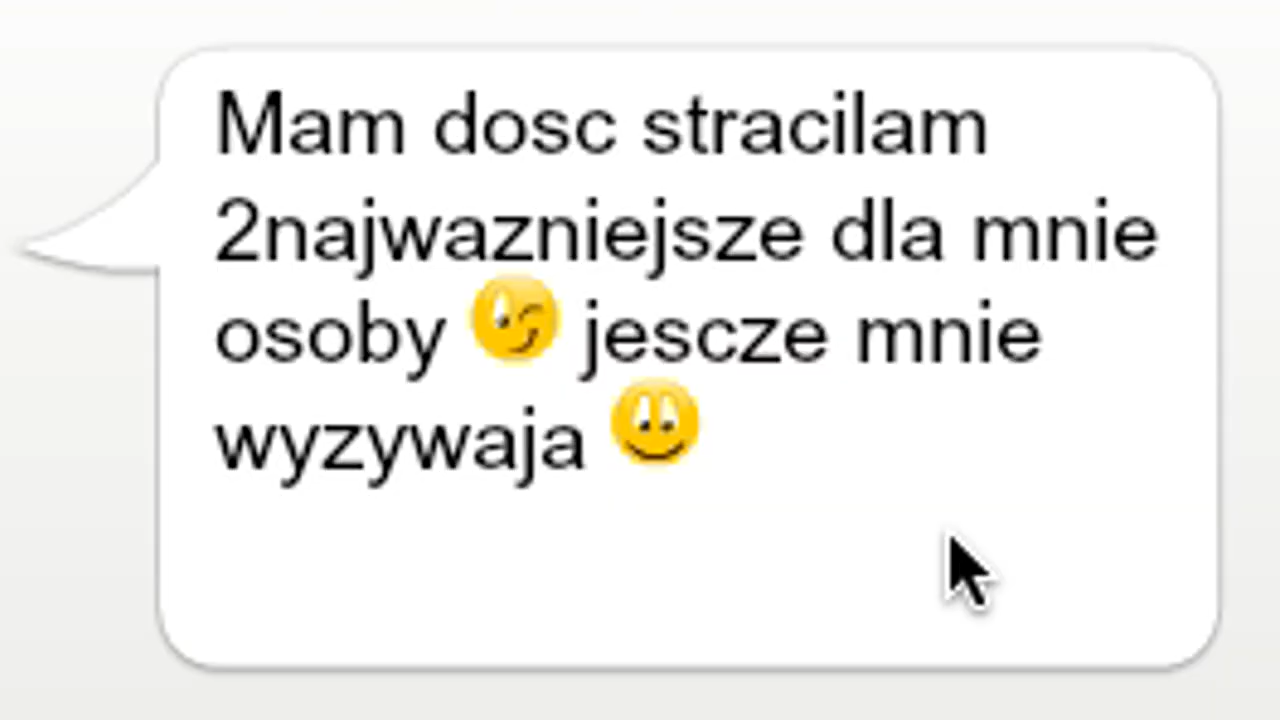 Mam dosc stracilam
2najwazniejsze dla mnie
osoby 😉 jescze mnie
wyzywaja 🙂